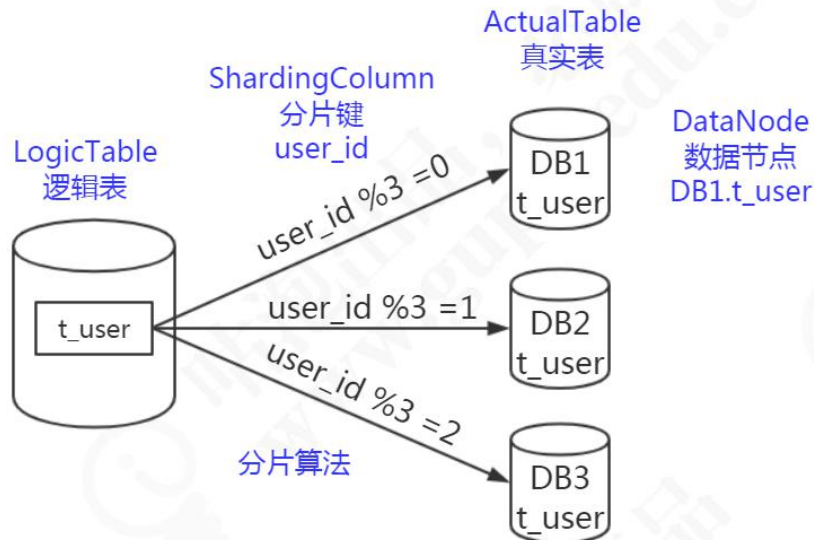 ActualTable
真实表
ShardingColumn
分片键
user_id
LogicTable
逻辑表
DataNode
数据节点
DB1.t_user
DB1
t_user
user_id %3 =0
t_user
user_id %3 =1
DB2
t_user
user_id %3 =2
分片算法
DB3
t_user